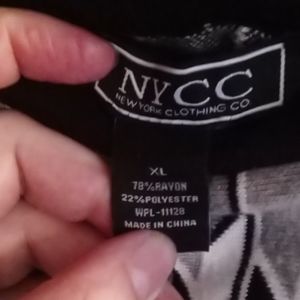 NYCC
NEW YORK CLOTHING CO
XL
78%RAYON
22%POLYESTER
WPL-11128
MADE IN CHINA